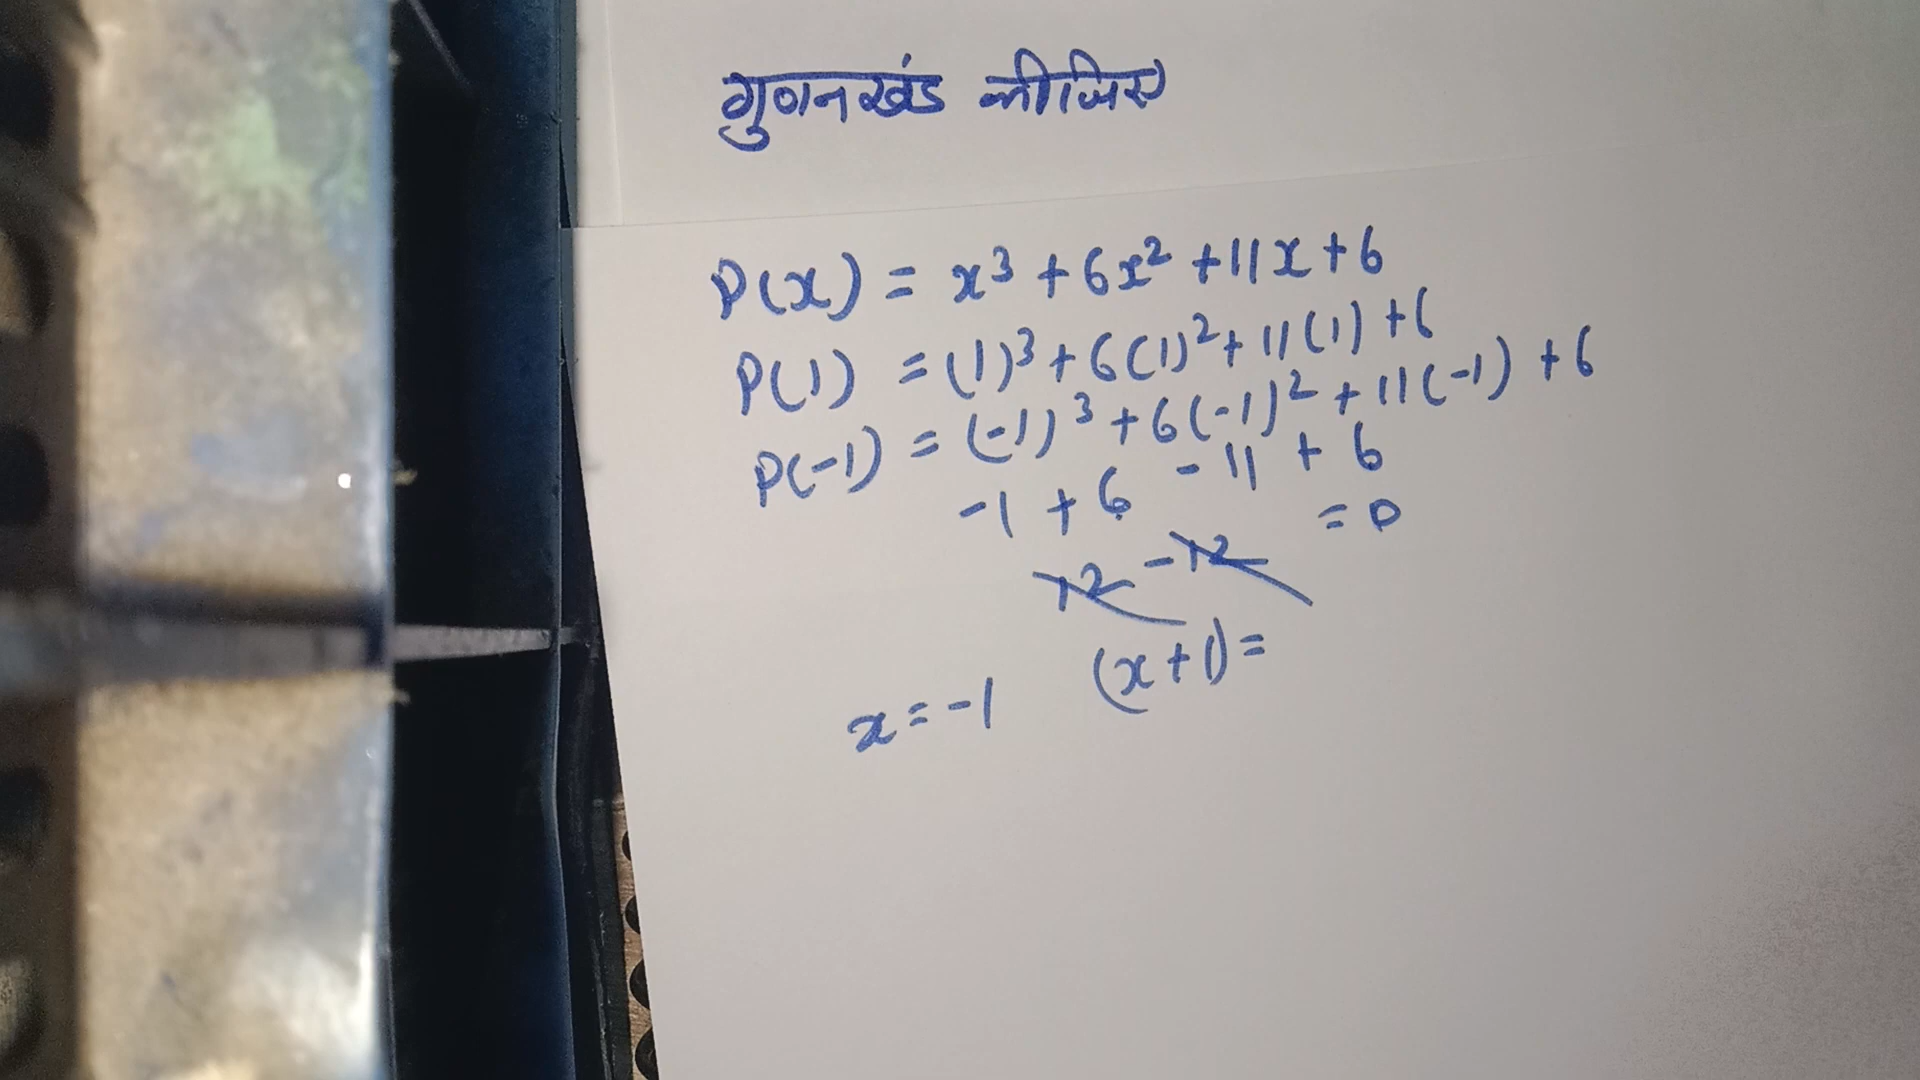 गुणनखंड कीजिए
P(x) = x³ + 6x² + 11x + 6
P(1) = (1)³ + 6(1)² + 11(1) + 6
P(-1) = (-1)³ + 6(-1)² + 11(-1) + 6
-1 + 6 - 11 + 6
= 0
12 - 12
(x+1) =
x = -1